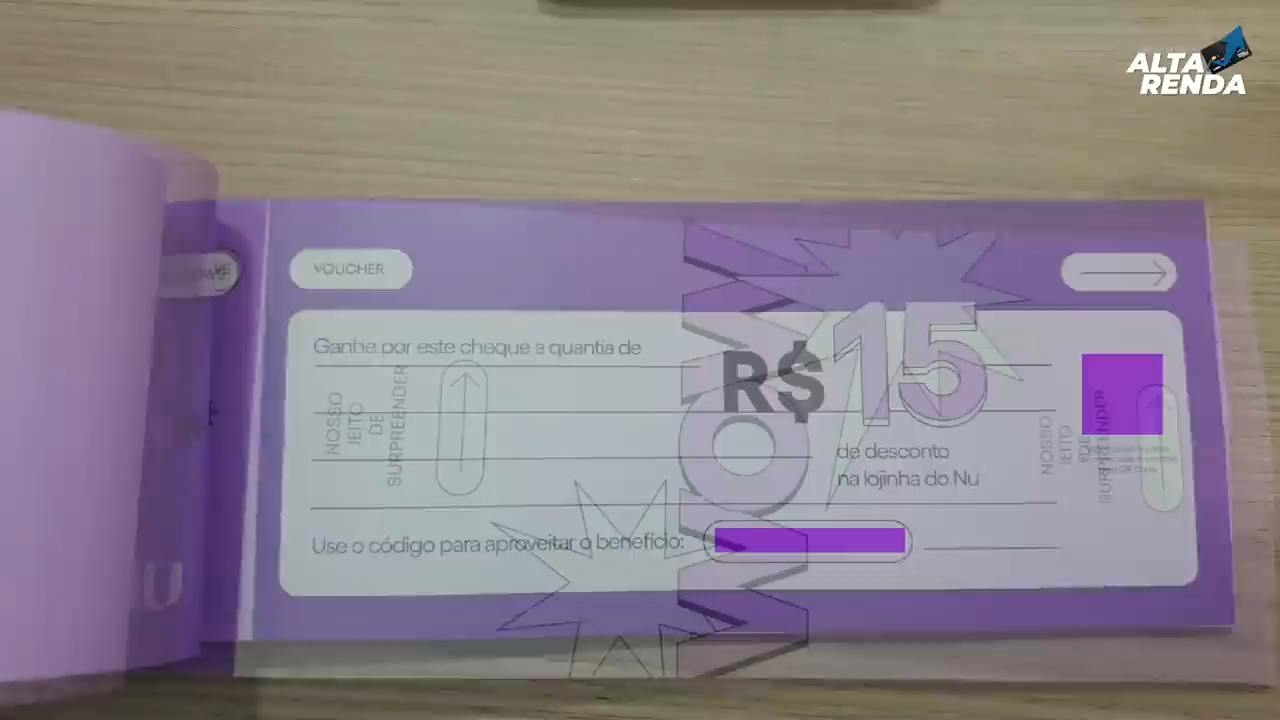 ALTA
RENDA
VOUCHER
Ganhe por este cheque a quantia de
R$15
de desconto
na lojinha do Nu
Use o código para aproveitar o benefício:
NOSSO
JEITO
DE
SURPREENDER
WOW
NOSSO
JEITO
DE
SURPREENDER
U